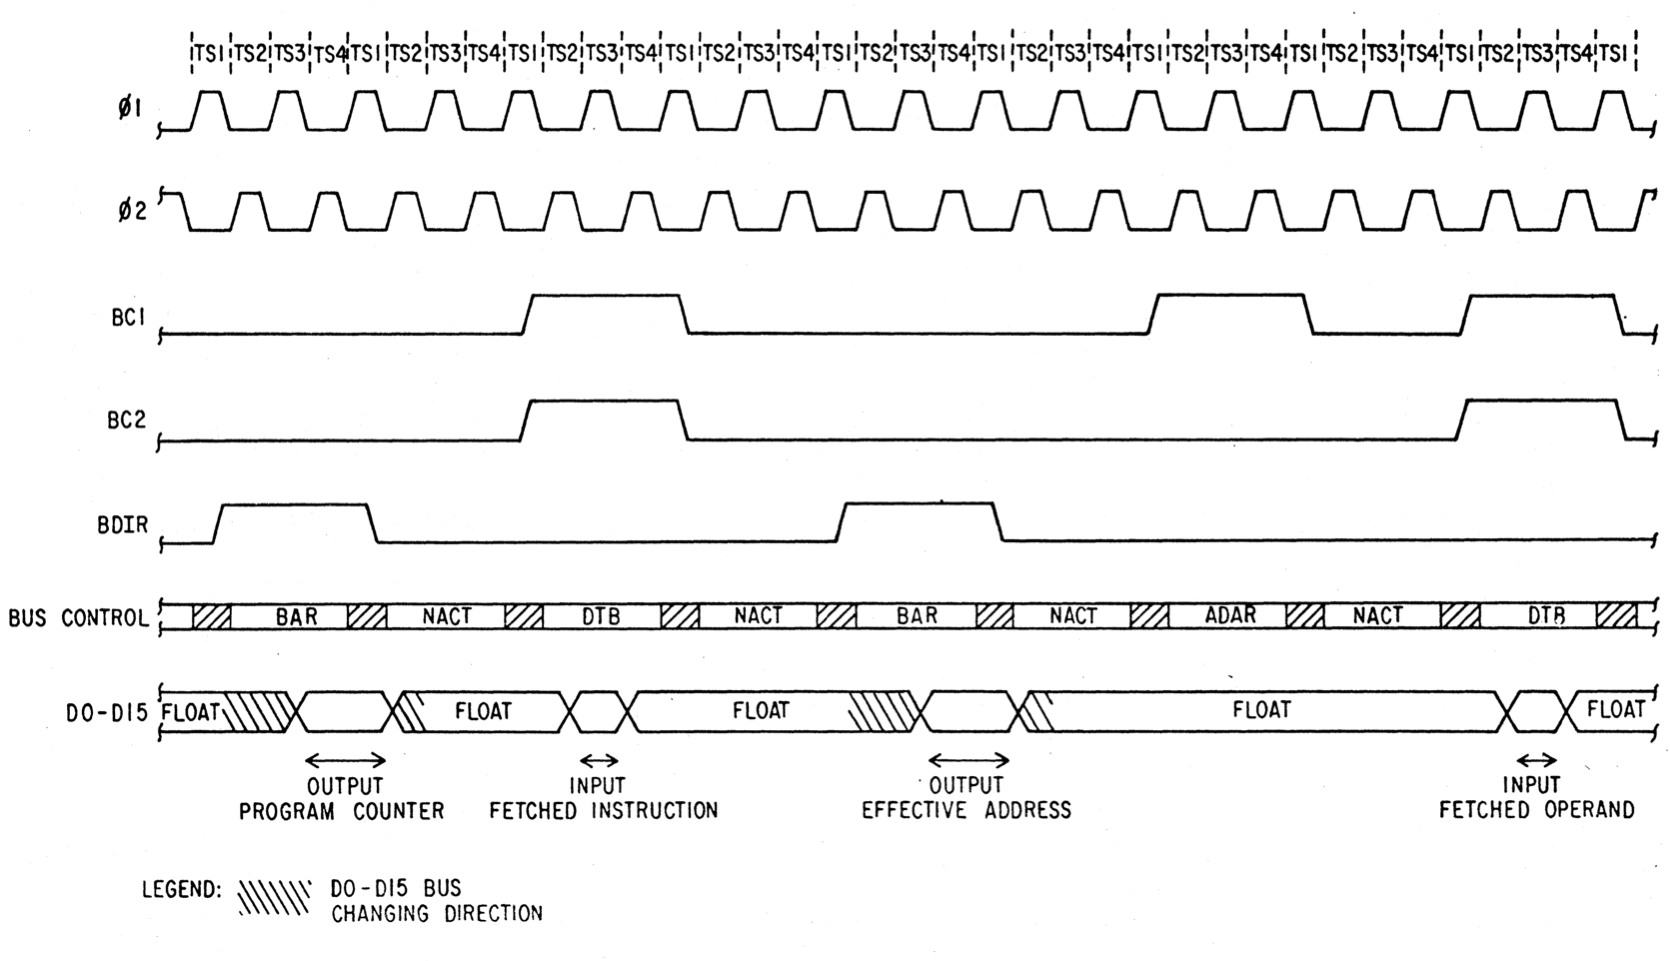 TS1 TS2 TS3 TS4 TS1 TS2 TS3 TS4 TS1 TS2 TS3 TS4 TS1 TS2 TS3 TS4 TS1 TS2 TS3 TS4 TS1 TS2 TS3 TS4 TS1 TS2 TS3 TS4 TS1 TS2 TS3 TS4 TS1 TS2 TS3 TS4 TS1
Ø1
Ø2
BC1
BC2
BDIR
BUS CONTROL BAR NACT DTB NACT BAR NACT ADAR NACT DTB
D0-D15 FLOAT FLOAT FLOAT FLOAT FLOAT
OUTPUT PROGRAM COUNTER
INPUT FETCHED INSTRUCTION
OUTPUT EFFECTIVE ADDRESS
INPUT FETCHED OPERAND
LEGEND: D0-D15 BUS
CHANGING DIRECTION